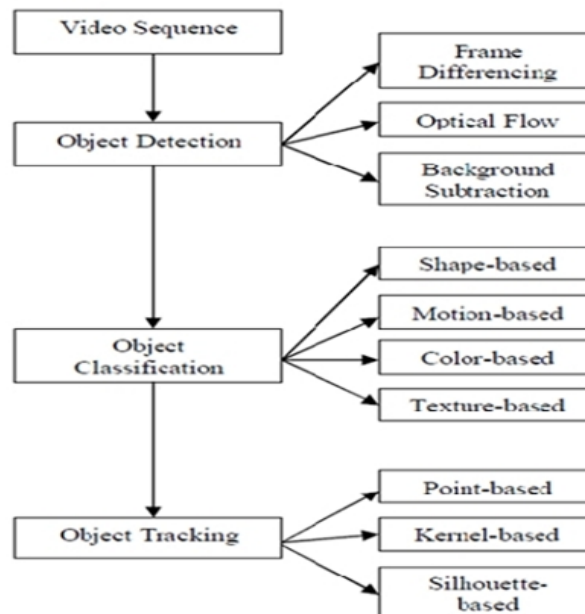 Video Sequence
Frame
Differencing
Object Detection
Optical Flow
Background
Subtraction
Shape-based
Motion-based
Object
Classification
Color-based
Texture-based
Point-based
Object Tracking
Kernel-based
Silhouette-
based